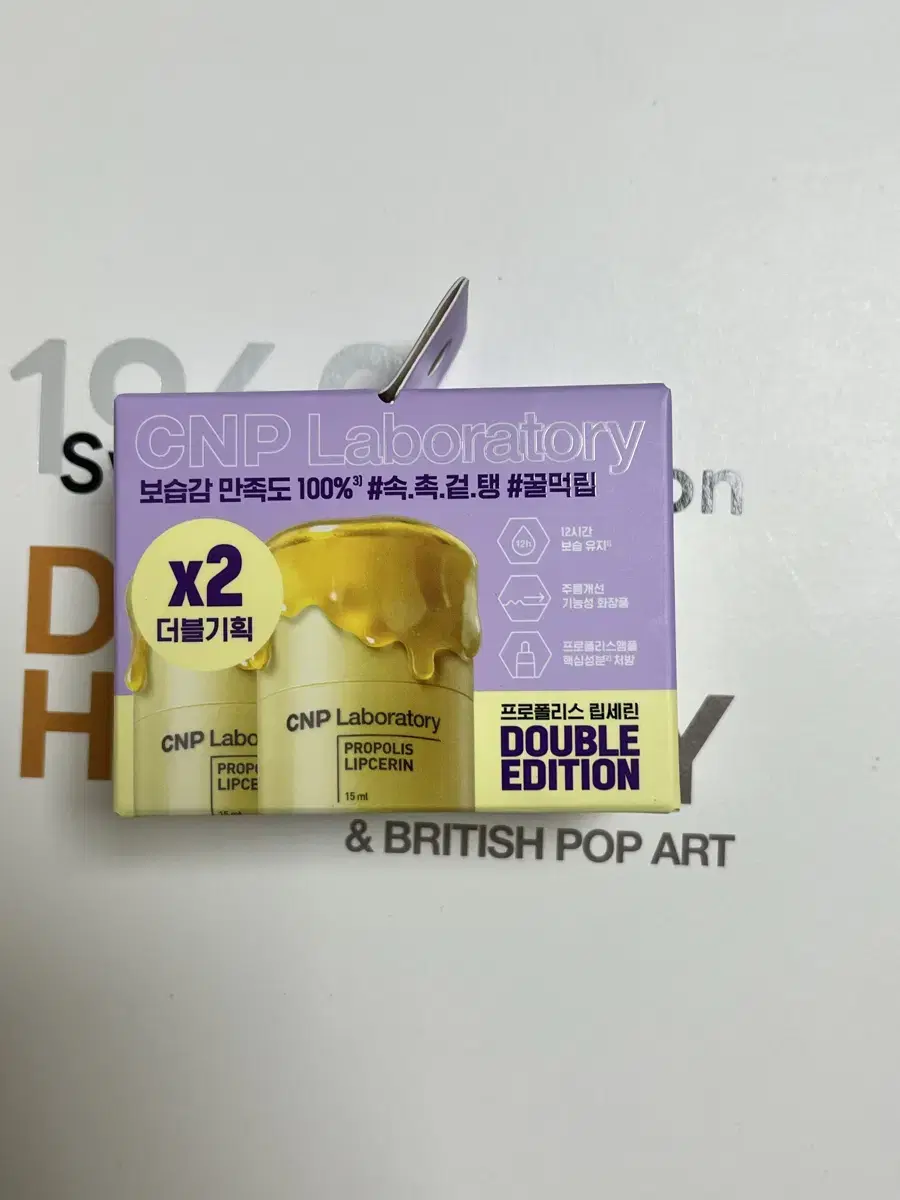 CNP Laboratory
보습감 만족도 100%3) #속.촉.겉.탱 #꿀먹립
x2
더블기획
12h
12시간
보습 유지1)
주름개선
기능성 화장품
프로폴리스앰플
핵심성분2) 처방
CNP Labo
PROPO
LIPCE
15 ml
CNP Laboratory
PROPOLIS
LIPCERIN
15 ml
프로폴리스 립세린
DOUBLE
EDITION
& BRITISH POP ART